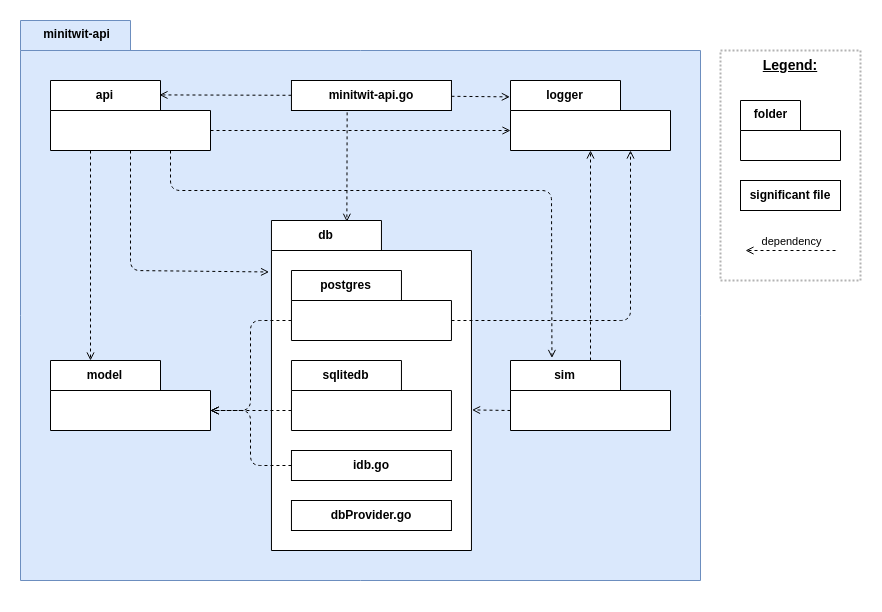 minitwit-api
api
minitwit-api.go
logger
db
postgres
model
sqlitedb
sim
idb.go
dbProvider.go
Legend:
folder
significant file
dependency